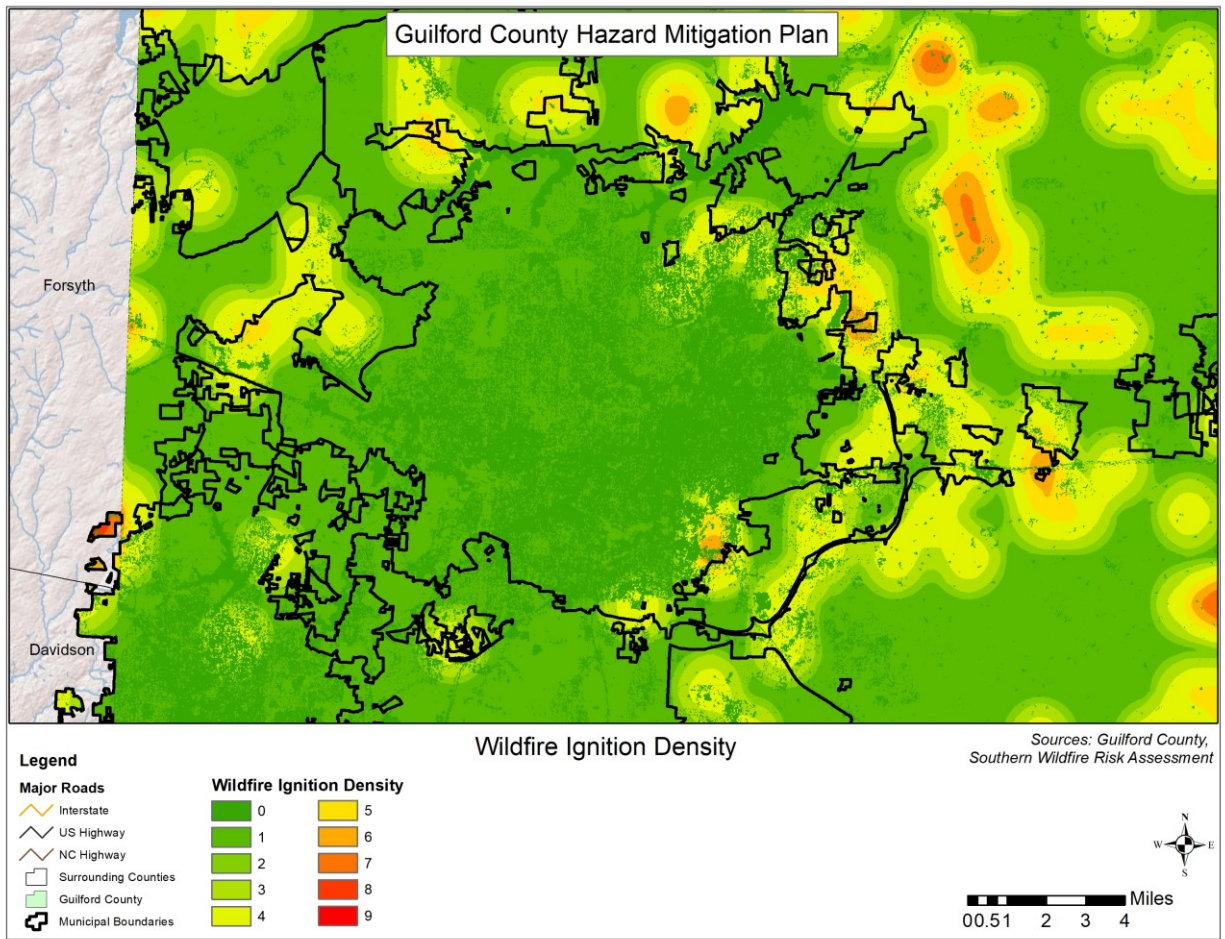 Guilford County Hazard Mitigation Plan
Forsyth
Davidson
Wildfire Ignition Density
Sources: Guilford County,
Southern Wildfire Risk Assessment
Legend
Major Roads
Interstate
US Highway
NC Highway
Surrounding Counties
Guilford County
Municipal Boundaries
Wildfire Ignition Density
0
1
2
3
4
5
6
7
8
9
N
W
E
S
Miles
0 0.5 1 2 3 4